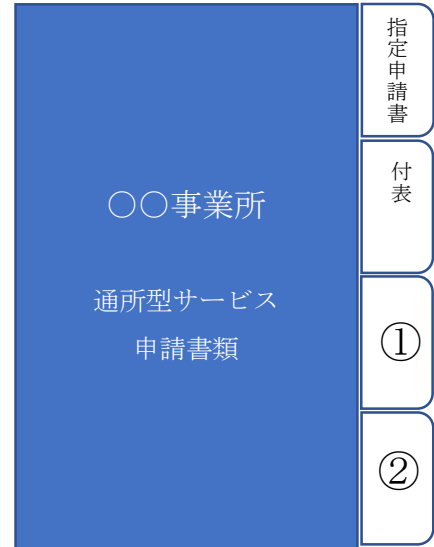 ○○事業所
通所型サービス
申請書類
指定申請書
付表
①
②